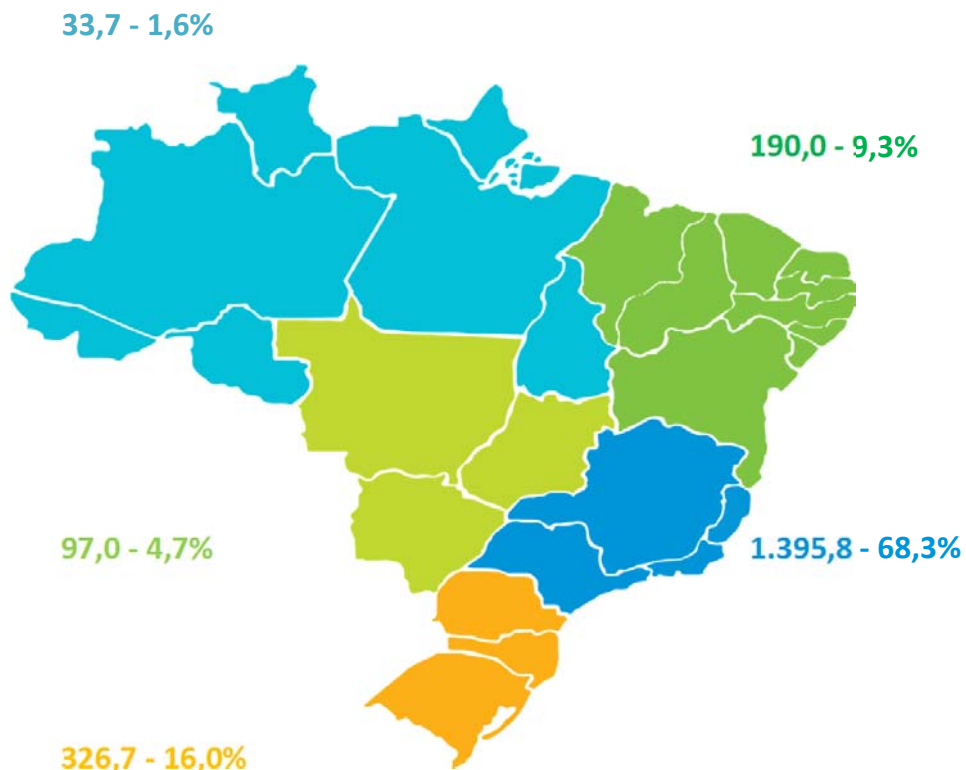 33,7 - 1,6%
190,0 - 9,3%
97,0 - 4,7%
1.395,8 - 68,3%
326,7 - 16,0%